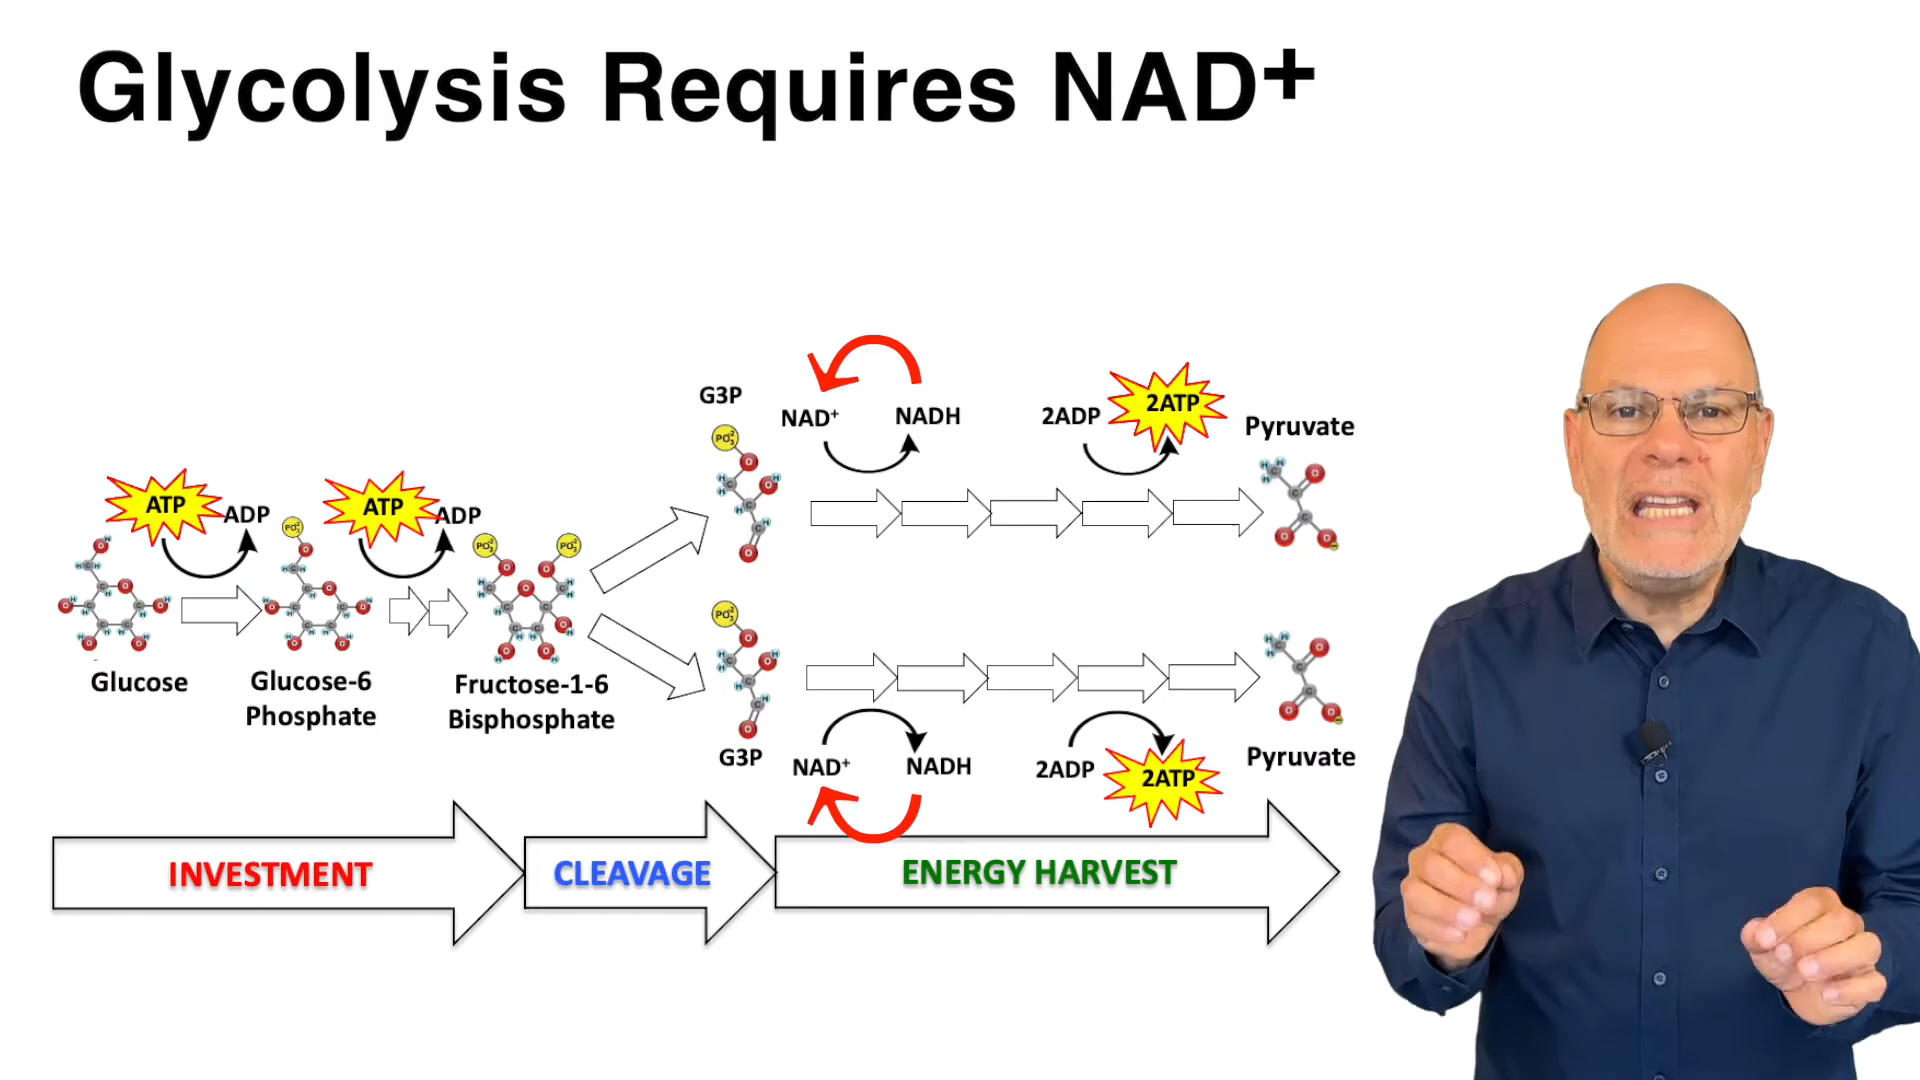 Glycolysis Requires NAD⁺
G3P
NAD⁺
NADH
2ADP
2ATP
Pyruvate
ATP
ADP
ATP
ADP
Glucose
Glucose-6
Phosphate
Fructose-1-6
Bisphosphate
G3P
NAD⁺
NADH
2ADP
2ATP
Pyruvate
INVESTMENT
CLEAVAGE
ENERGY HARVEST